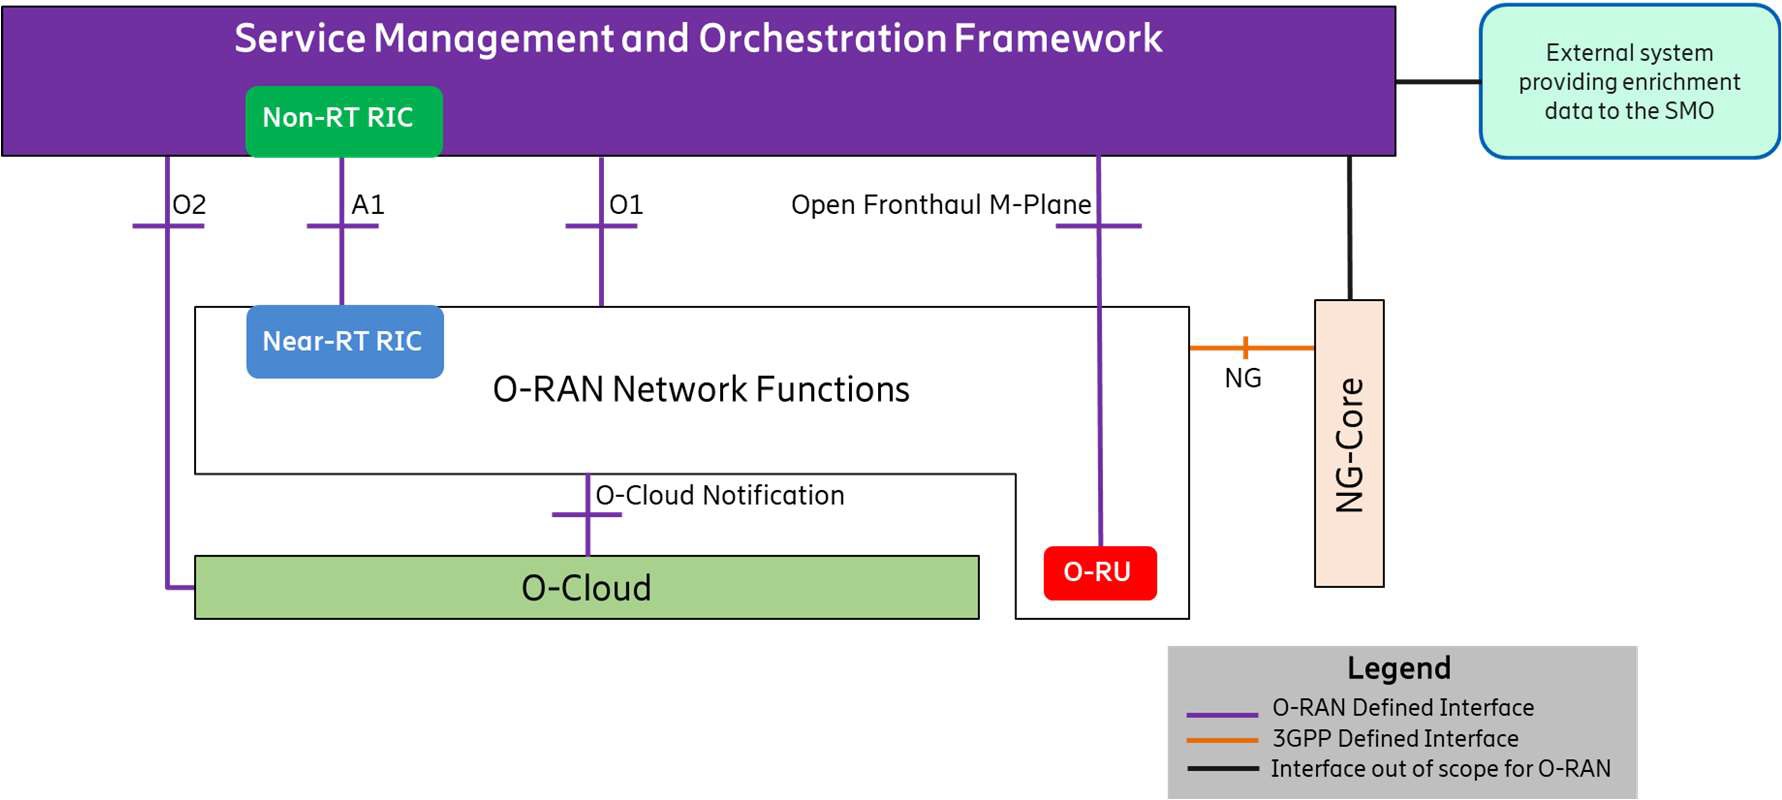 Service Management and Orchestration Framework
External system
providing enrichment
data to the SMO
Non-RT RIC
O2
A1
O1
Open Fronthaul M-Plane
Near-RT RIC
O-RAN Network Functions
NG
NG-Core
O-Cloud Notification
O-Cloud
O-RU
Legend
O-RAN Defined Interface
3GPP Defined Interface
Interface out of scope for O-RAN